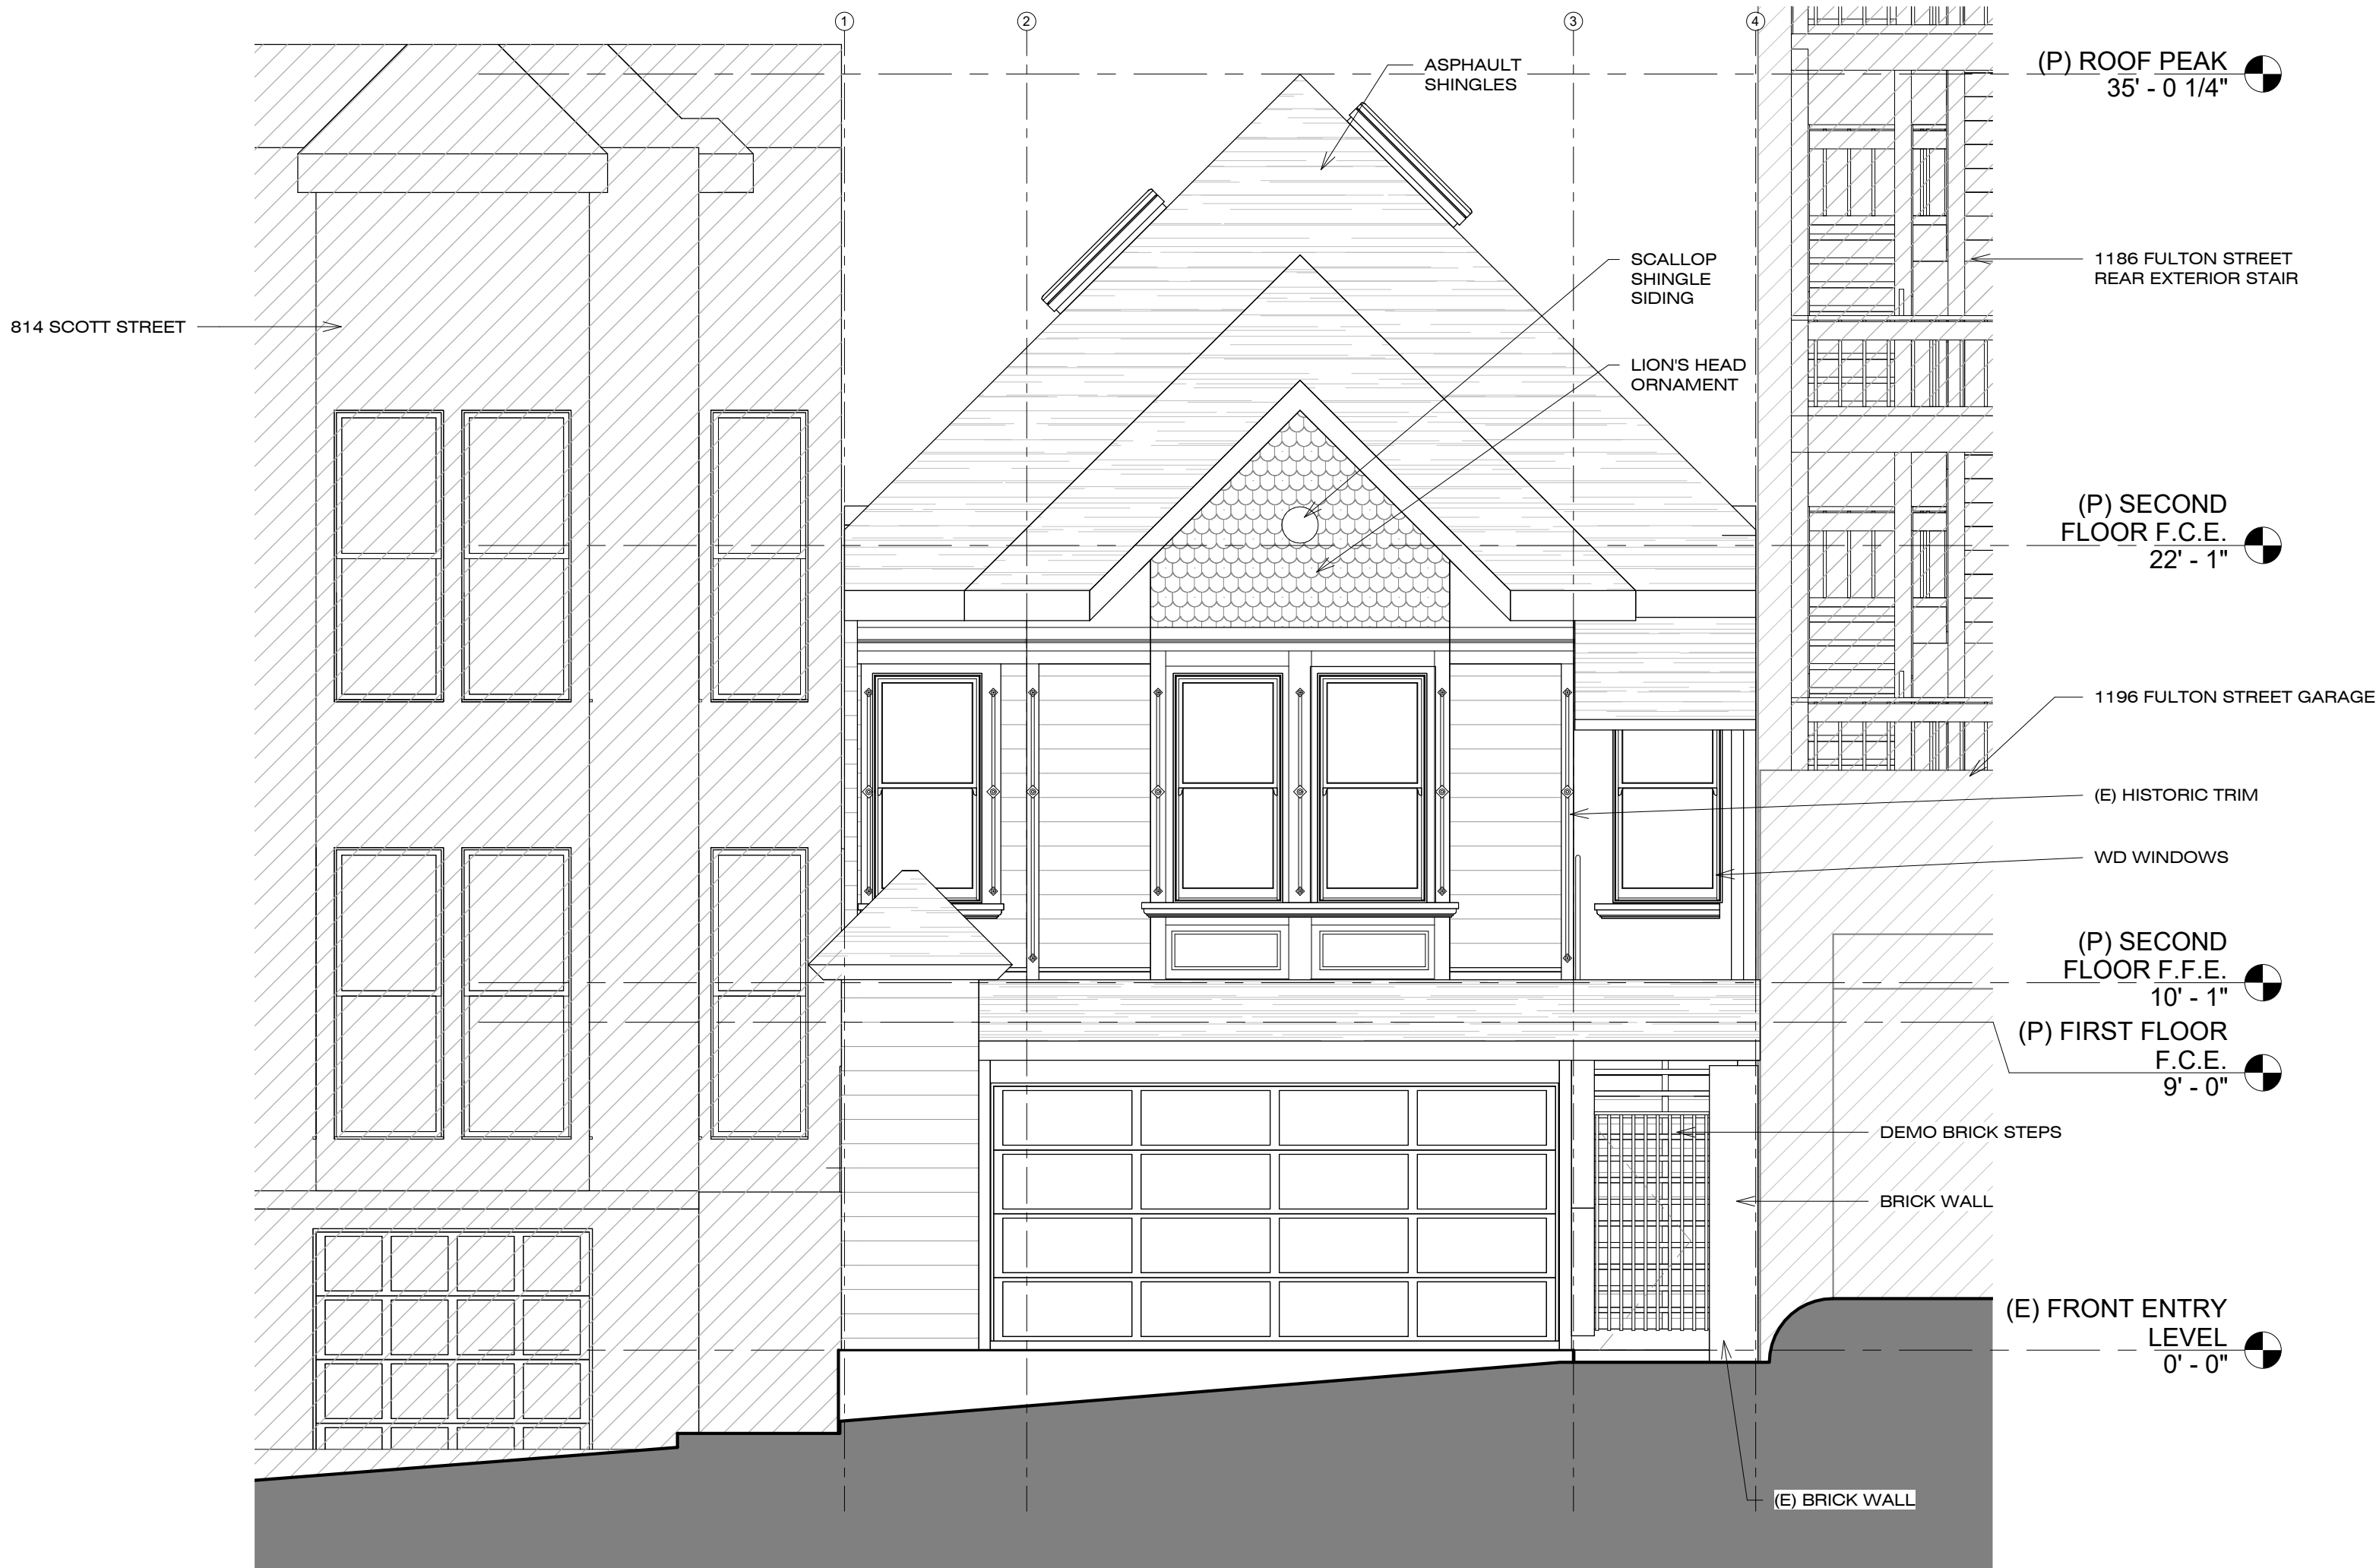 1
2
3
4
ASPHAULT
SHINGLES
(P) ROOF PEAK
35' - 0 1/4"
SCALLOP
SHINGLE
SIDING
1186 FULTON STREET
REAR EXTERIOR STAIR
814 SCOTT STREET
LION'S HEAD
ORNAMENT
(P) SECOND
FLOOR F.C.E.
22' - 1"
1196 FULTON STREET GARAGE
(E) HISTORIC TRIM
WD WINDOWS
(P) SECOND
FLOOR F.F.E.
10' - 1"
(P) FIRST FLOOR
F.C.E.
9' - 0"
DEMO BRICK STEPS
BRICK WALL
(E) FRONT ENTRY
LEVEL
0' - 0"
(E) BRICK WALL